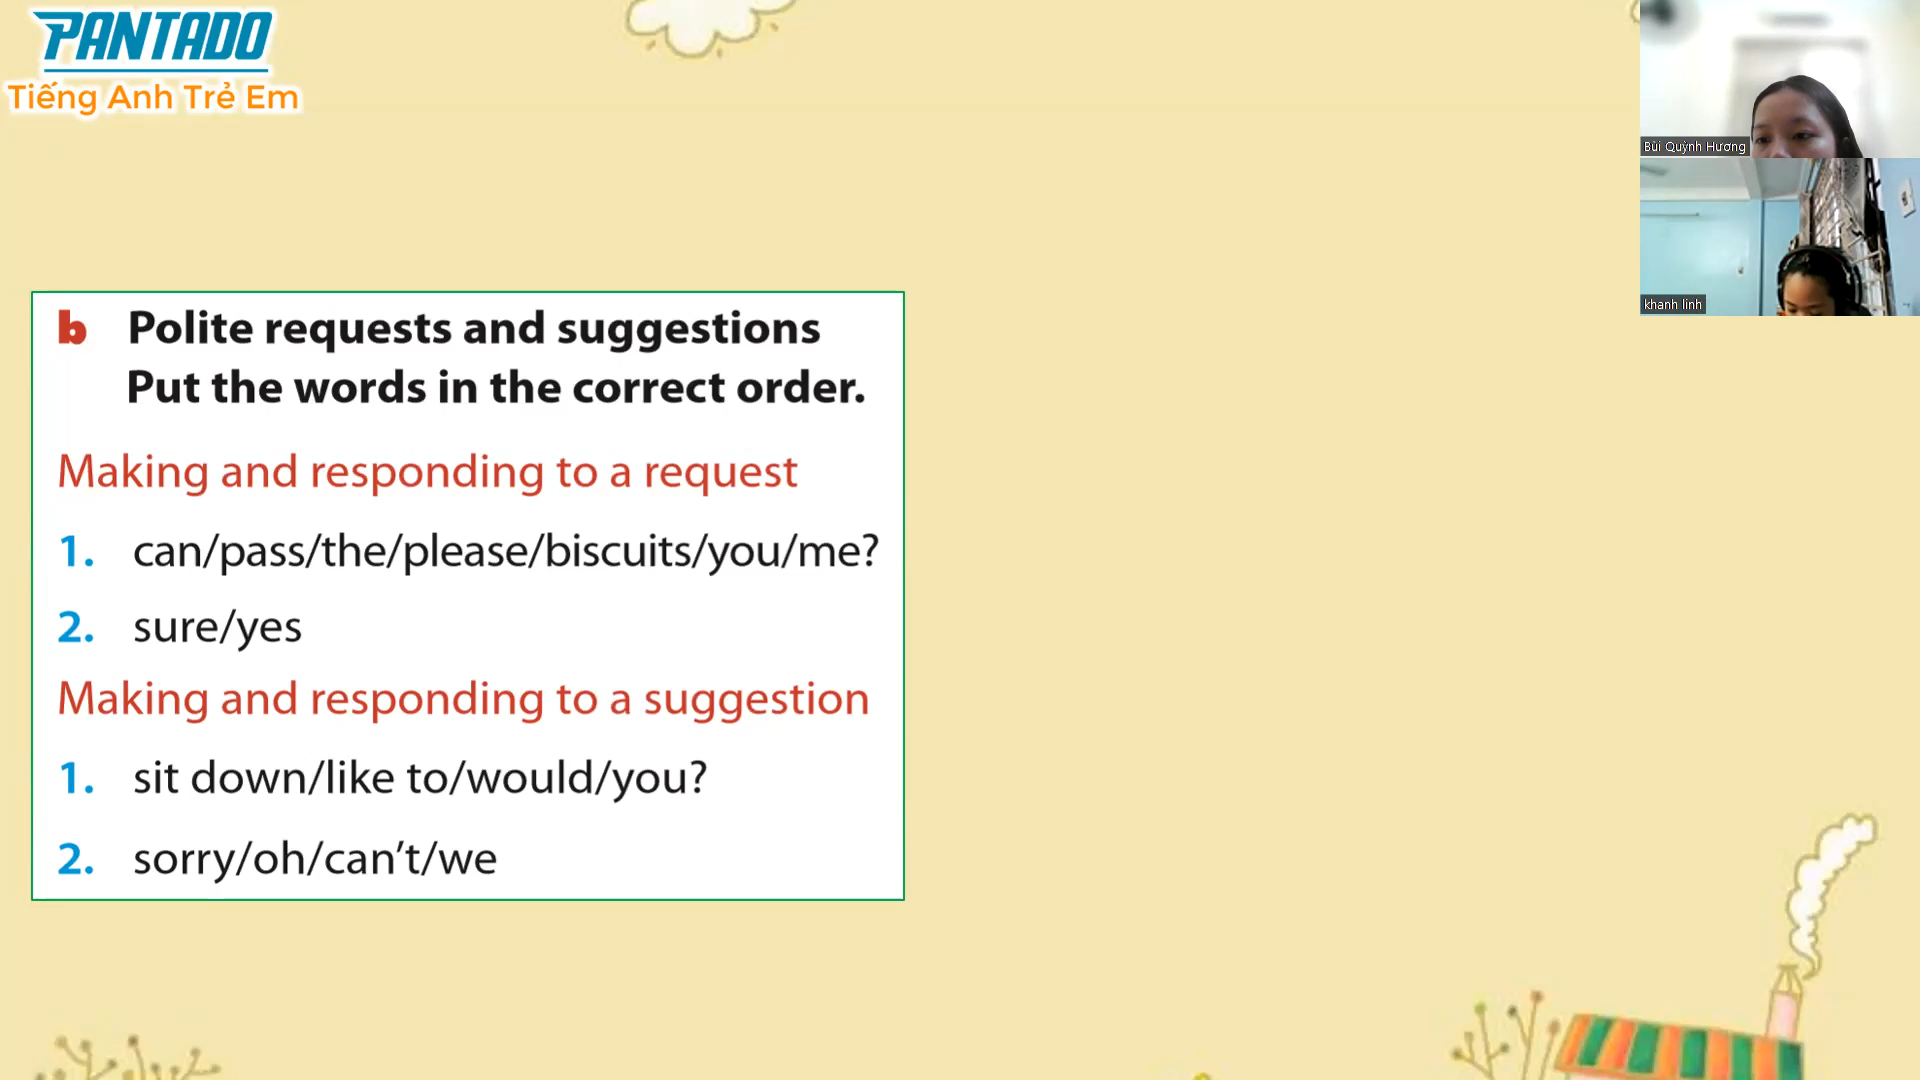 PANTADO
Tiếng Anh Trẻ Em
Bùi Quỳnh Hương
khanh linh
b Polite requests and suggestions
Put the words in the correct order.
Making and responding to a request
1. can/pass/the/please/biscuits/you/me?
2. sure/yes
Making and responding to a suggestion
1. sit down/like to/would/you?
2. sorry/oh/can’t/we